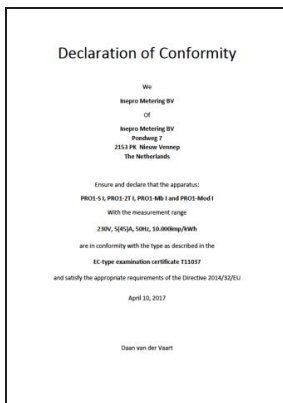 Declaration of Conformity
We
Inepro Metering BV
Of
Inepro Metering BV
Pondweg 7
2153 PK Nieuw Vennep
The Netherlands
Ensure and declare that the apparatus:
PRO1-S I, PRO1-2T I, PRO1-Mb I and PRO1-Mod I
With the measurement range
230V, 5(45)A, 50Hz, 10.000imp/kWh
are in conformity with the type as described in the
EC-type examination certificate T11037
and satisfy the appropriate requirements of the Directive 2014/32/EU
April 10, 2017
Daan van der Vaart